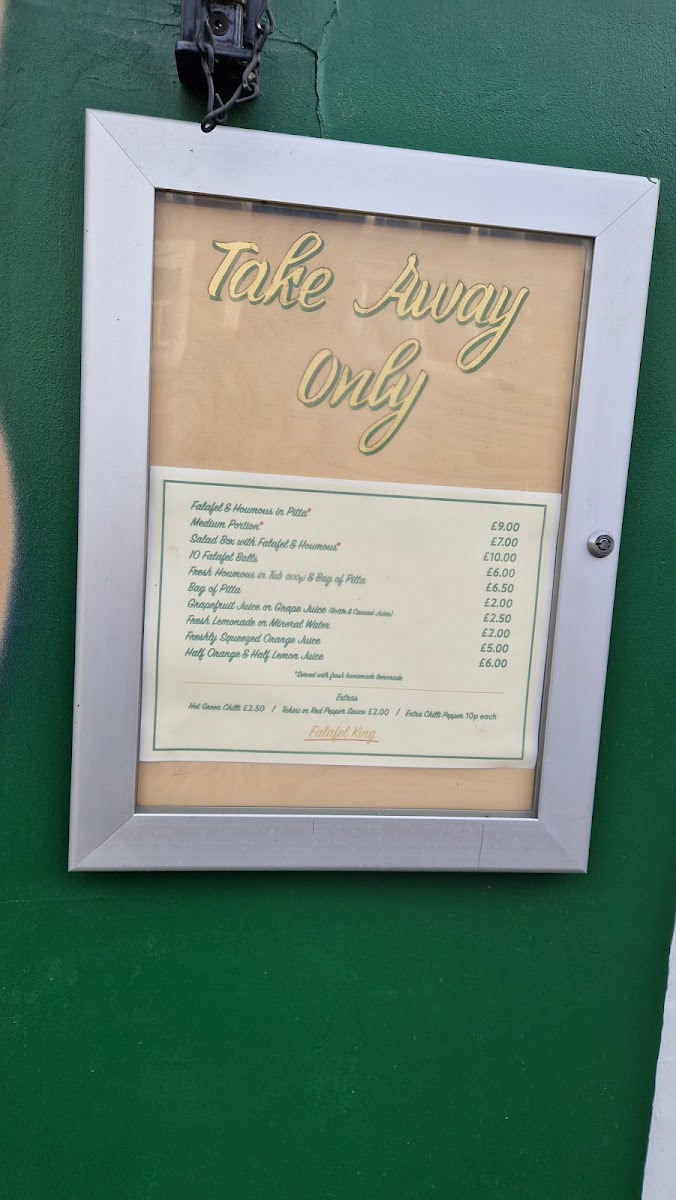 Take Away
Only
Falafel & Houmous in Pitta* £9.00
Medium Portion* £7.00
Salad Box with Falafel & Houmous* £10.00
10 Falafel Balls £6.00
Fresh Houmous in Tub & Bag of Pitta £6.50
Bag of Pitta £2.00
Grapefruit Juice or Grape Juice (Bottle & Canned Juice) £2.50
Fresh Lemonade or Mineral Water £2.00
Freshly Squeezed Orange Juice £5.00
Half Orange & Half Lemon Juice £6.00
*Served with fresh homemade lemonade
Extras
Hot Green Chilli £2.50 / Tahini or Red Pepper Sauce £2.00 / Extra Chilli Pepper 10p each
Falafel King